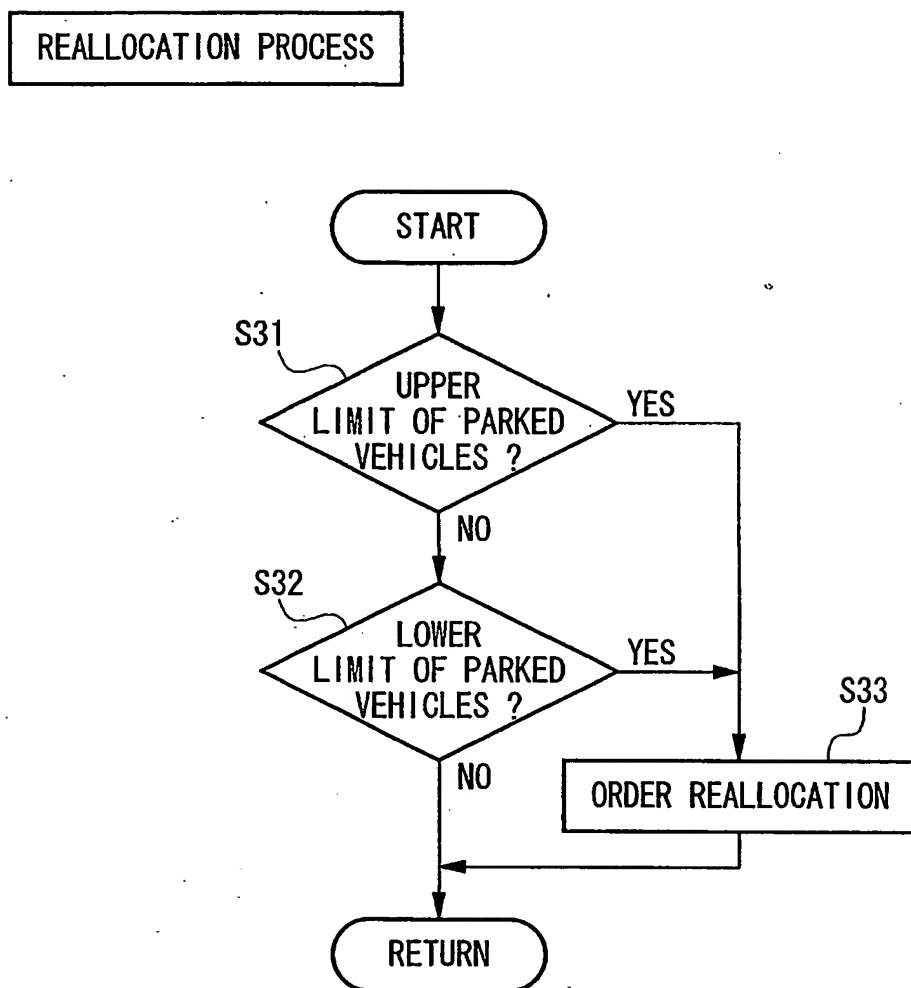 REALLOCATION PROCESS
START
S31
UPPER
LIMIT OF PARKED
VEHICLES ?
YES
NO
S32
LOWER
LIMIT OF PARKED
VEHICLES ?
YES
NO
S33
ORDER REALLOCATION
RETURN